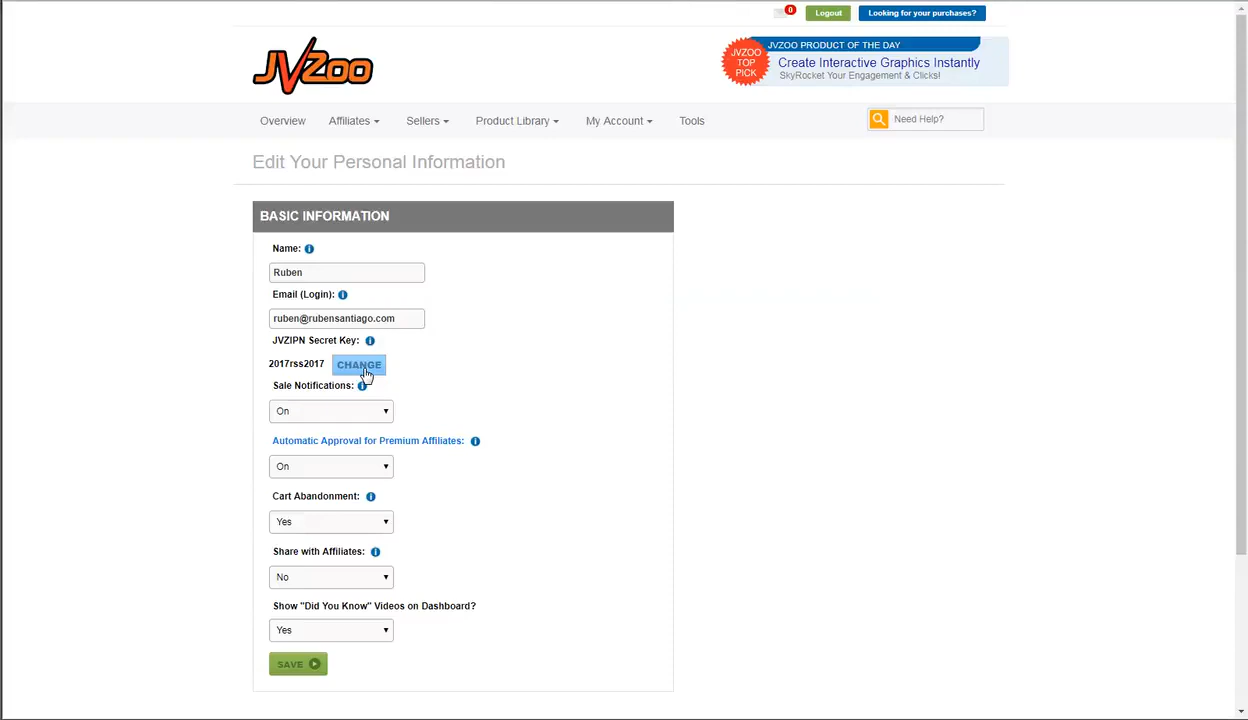 0
Logout
Looking for your purchases?
JVZoo
JVZOO TOP PICK
JVZOO PRODUCT OF THE DAY
Create Interactive Graphics Instantly
SkyRocket Your Engagement & Clicks!
Overview Affiliates Sellers Product Library My Account Tools
Need Help?
Edit Your Personal Information
BASIC INFORMATION
Name:
Ruben
Email (Login):
ruben@rubensantiago.com
JVZIPN Secret Key:
2017rss2017 CHANGE
Sale Notifications:
On
Automatic Approval for Premium Affiliates:
On
Cart Abandonment:
Yes
Share with Affiliates:
No
Show "Did You Know" Videos on Dashboard?
Yes
SAVE